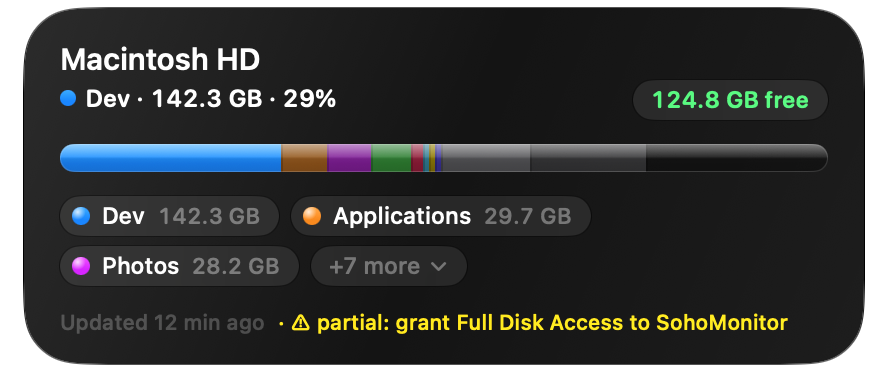 Macintosh HD
Dev · 142.3 GB · 29%
124.8 GB free
Dev 142.3 GB
Applications 29.7 GB
Photos 28.2 GB
+7 more
Updated 12 min ago · ⚠ partial: grant Full Disk Access to SohoMonitor